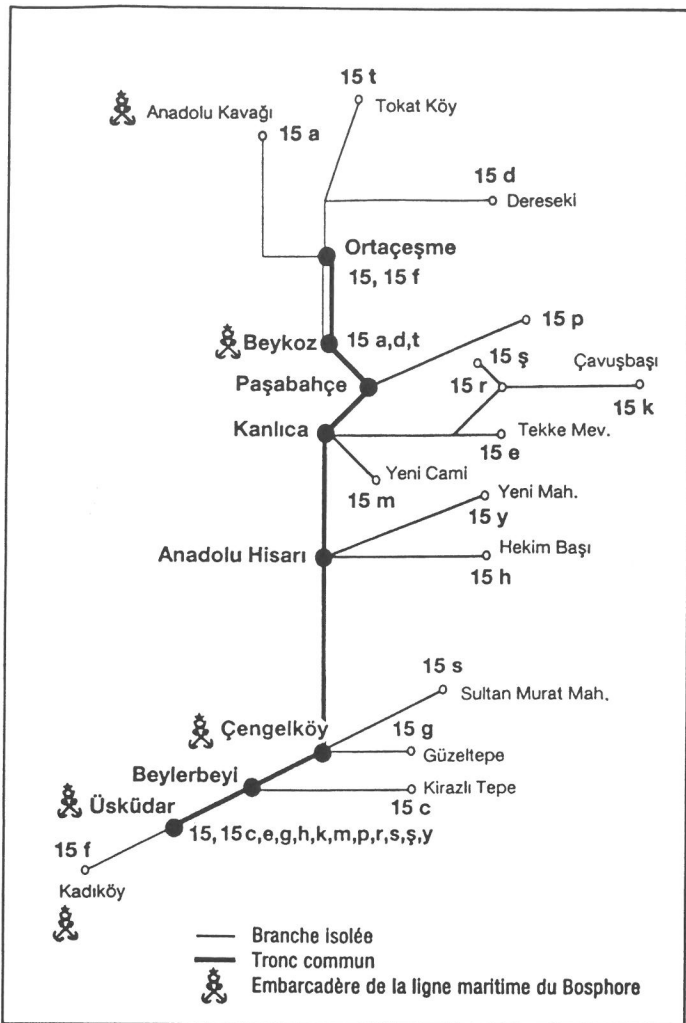 15 t
Anadolu Kavağı
Tokat Köy
15 a
15 d
Dereseki
Ortaçeşme
15, 15 f
Beykoz
15 a,d,t
15 p
Paşabahçe
15 ş
Çavuşbaşı
15 r
15 k
Kanlıca
Tekke Mev.
15 e
Yeni Cami
15 m
Yeni Mah.
15 y
Anadolu Hisarı
Hekim Başı
15 h
15 s
Sultan Murat Mah.
Çengelköy
15 g
Güzeltepe
Beylerbeyi
Kirazlı Tepe
15 c
Üsküdar
15, 15 c,e,g,h,k,m,p,r,s,ş,y
15 f
Kadıköy
Branche isolée
Tronc commun
Embarcadère de la ligne maritime du Bosphore